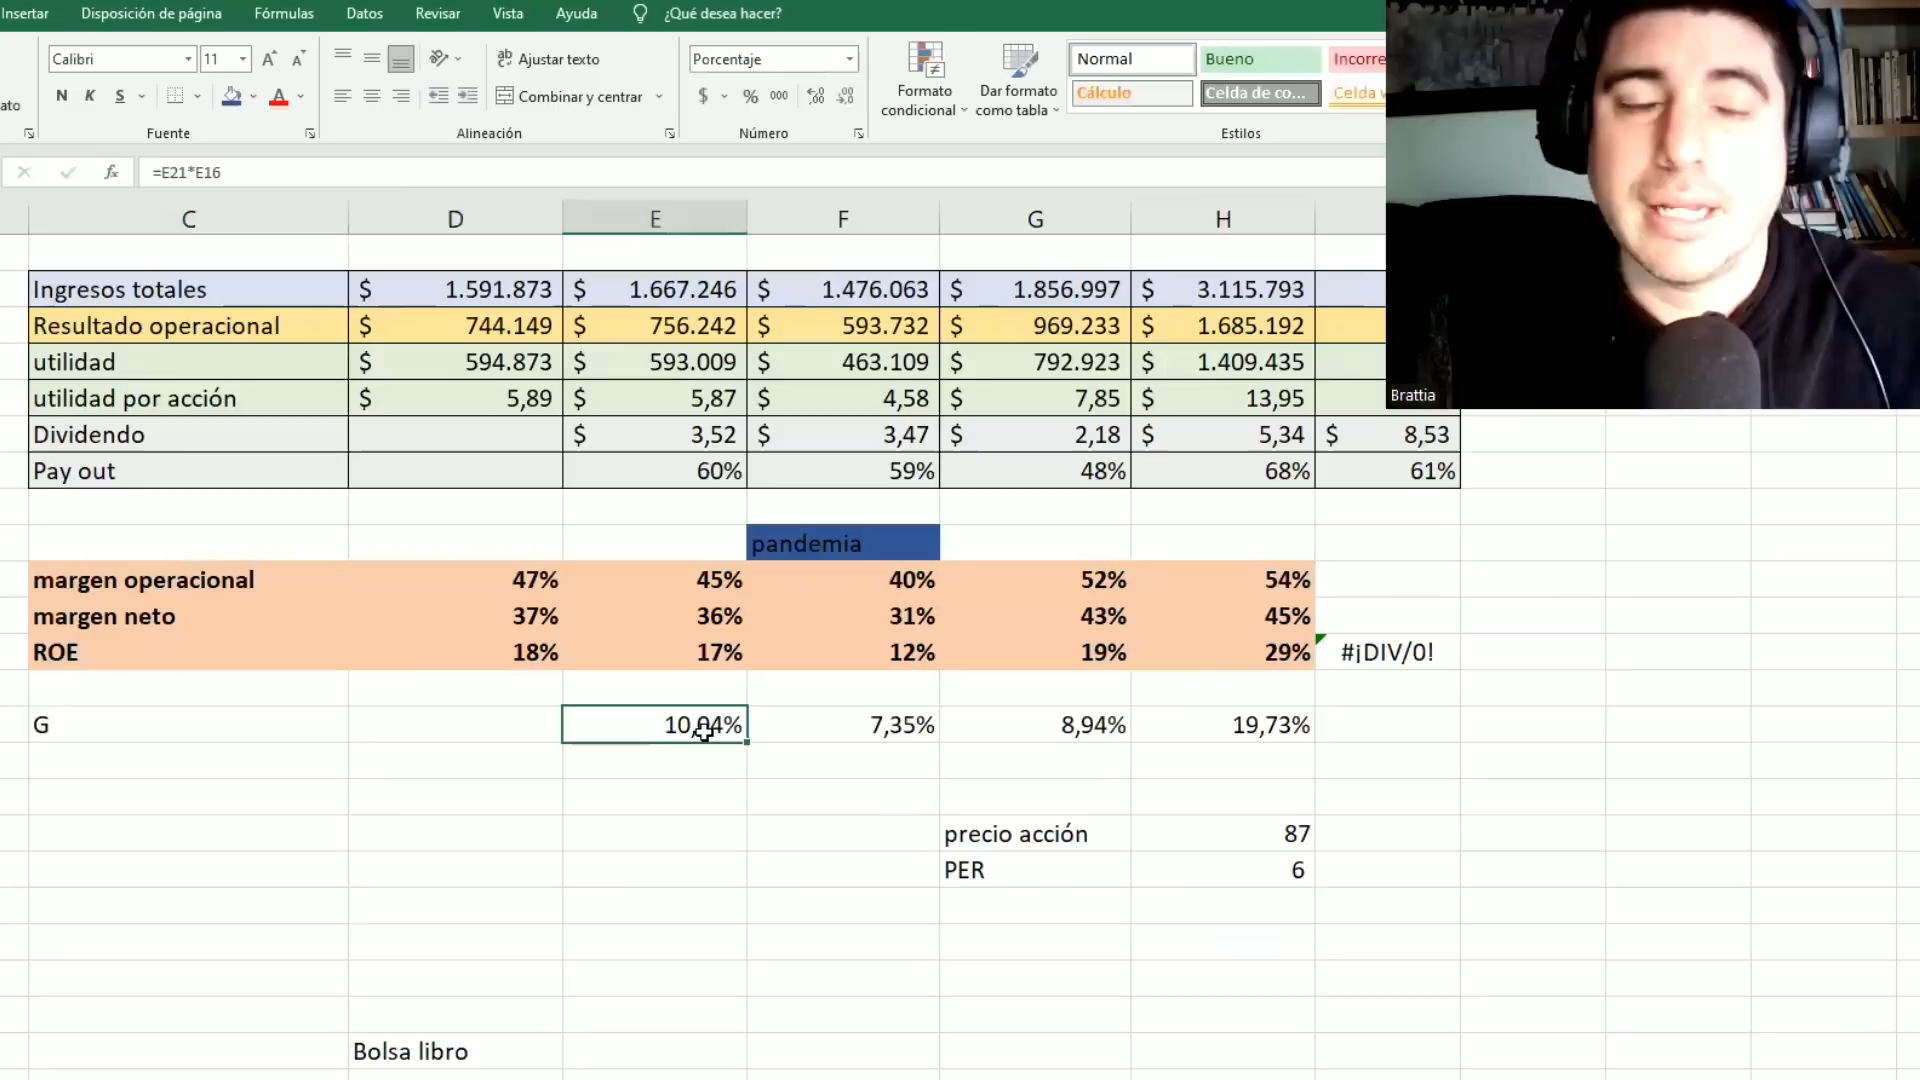 Insertar Disposición de página Fórmulas Datos Revisar Vista Ayuda ¿Qué desea hacer?
Calibri 11 A A ab Ajustar texto Porcentaje Normal Bueno Incorre
ato N K S A Combinar y centrar $ % 000 Formato condicional Dar formato como tabla Cálculo Celda de co... Celda v
Fuente Alineación Número Estilos
fx =E21*E16
C D E F G H
Ingresos totales $ 1.591.873 $ 1.667.246 $ 1.476.063 $ 1.856.997 $ 3.115.793
Resultado operacional $ 744.149 $ 756.242 $ 593.732 $ 969.233 $ 1.685.192
utilidad $ 594.873 $ 593.009 $ 463.109 $ 792.923 $ 1.409.435
utilidad por acción $ 5,89 $ 5,87 $ 4,58 $ 7,85 $ 13,95
Brattia
Dividendo $ 3,52 $ 3,47 $ 2,18 $ 5,34 $ 8,53
Pay out 60% 59% 48% 68% 61%
pandemia
margen operacional 47% 45% 40% 52% 54%
margen neto 37% 36% 31% 43% 45%
ROE 18% 17% 12% 19% 29% #¡DIV/0!
G 10,04% 7,35% 8,94% 19,73%
precio acción 87
PER 6
Bolsa libro